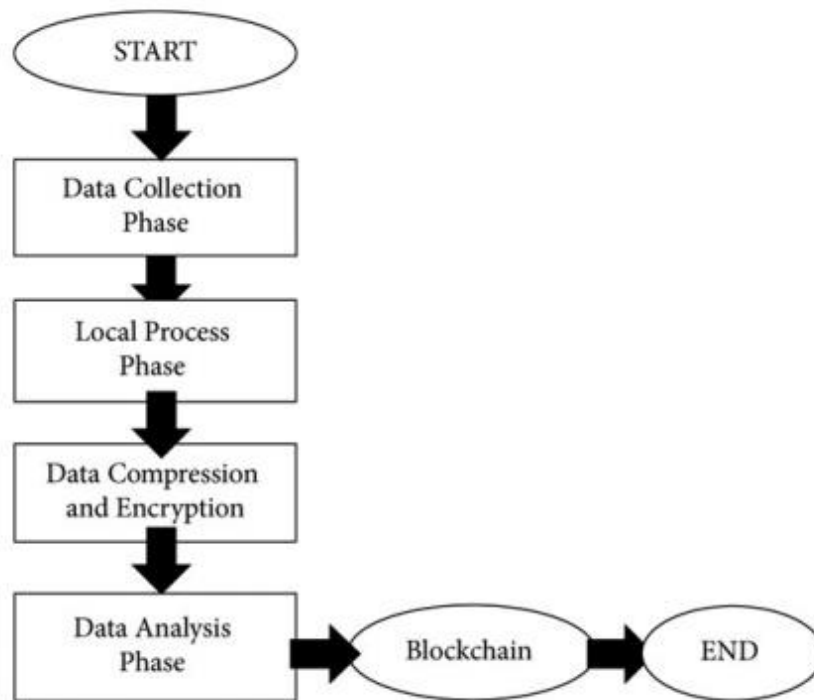 START
Data Collection
Phase
Local Process
Phase
Data Compression
and Encryption
Data Analysis
Phase
Blockchain
END